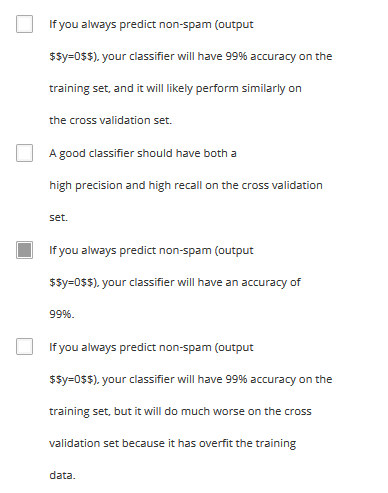 If you always predict non-spam (output
$$y=0$$), your classifier will have 99% accuracy on the
training set, and it will likely perform similarly on
the cross validation set.
A good classifier should have both a
high precision and high recall on the cross validation
set.
If you always predict non-spam (output
$$y=0$$), your classifier will have an accuracy of
99%.
If you always predict non-spam (output
$$y=0$$), your classifier will have 99% accuracy on the
training set, but it will do much worse on the cross
validation set because it has overfit the training
data.